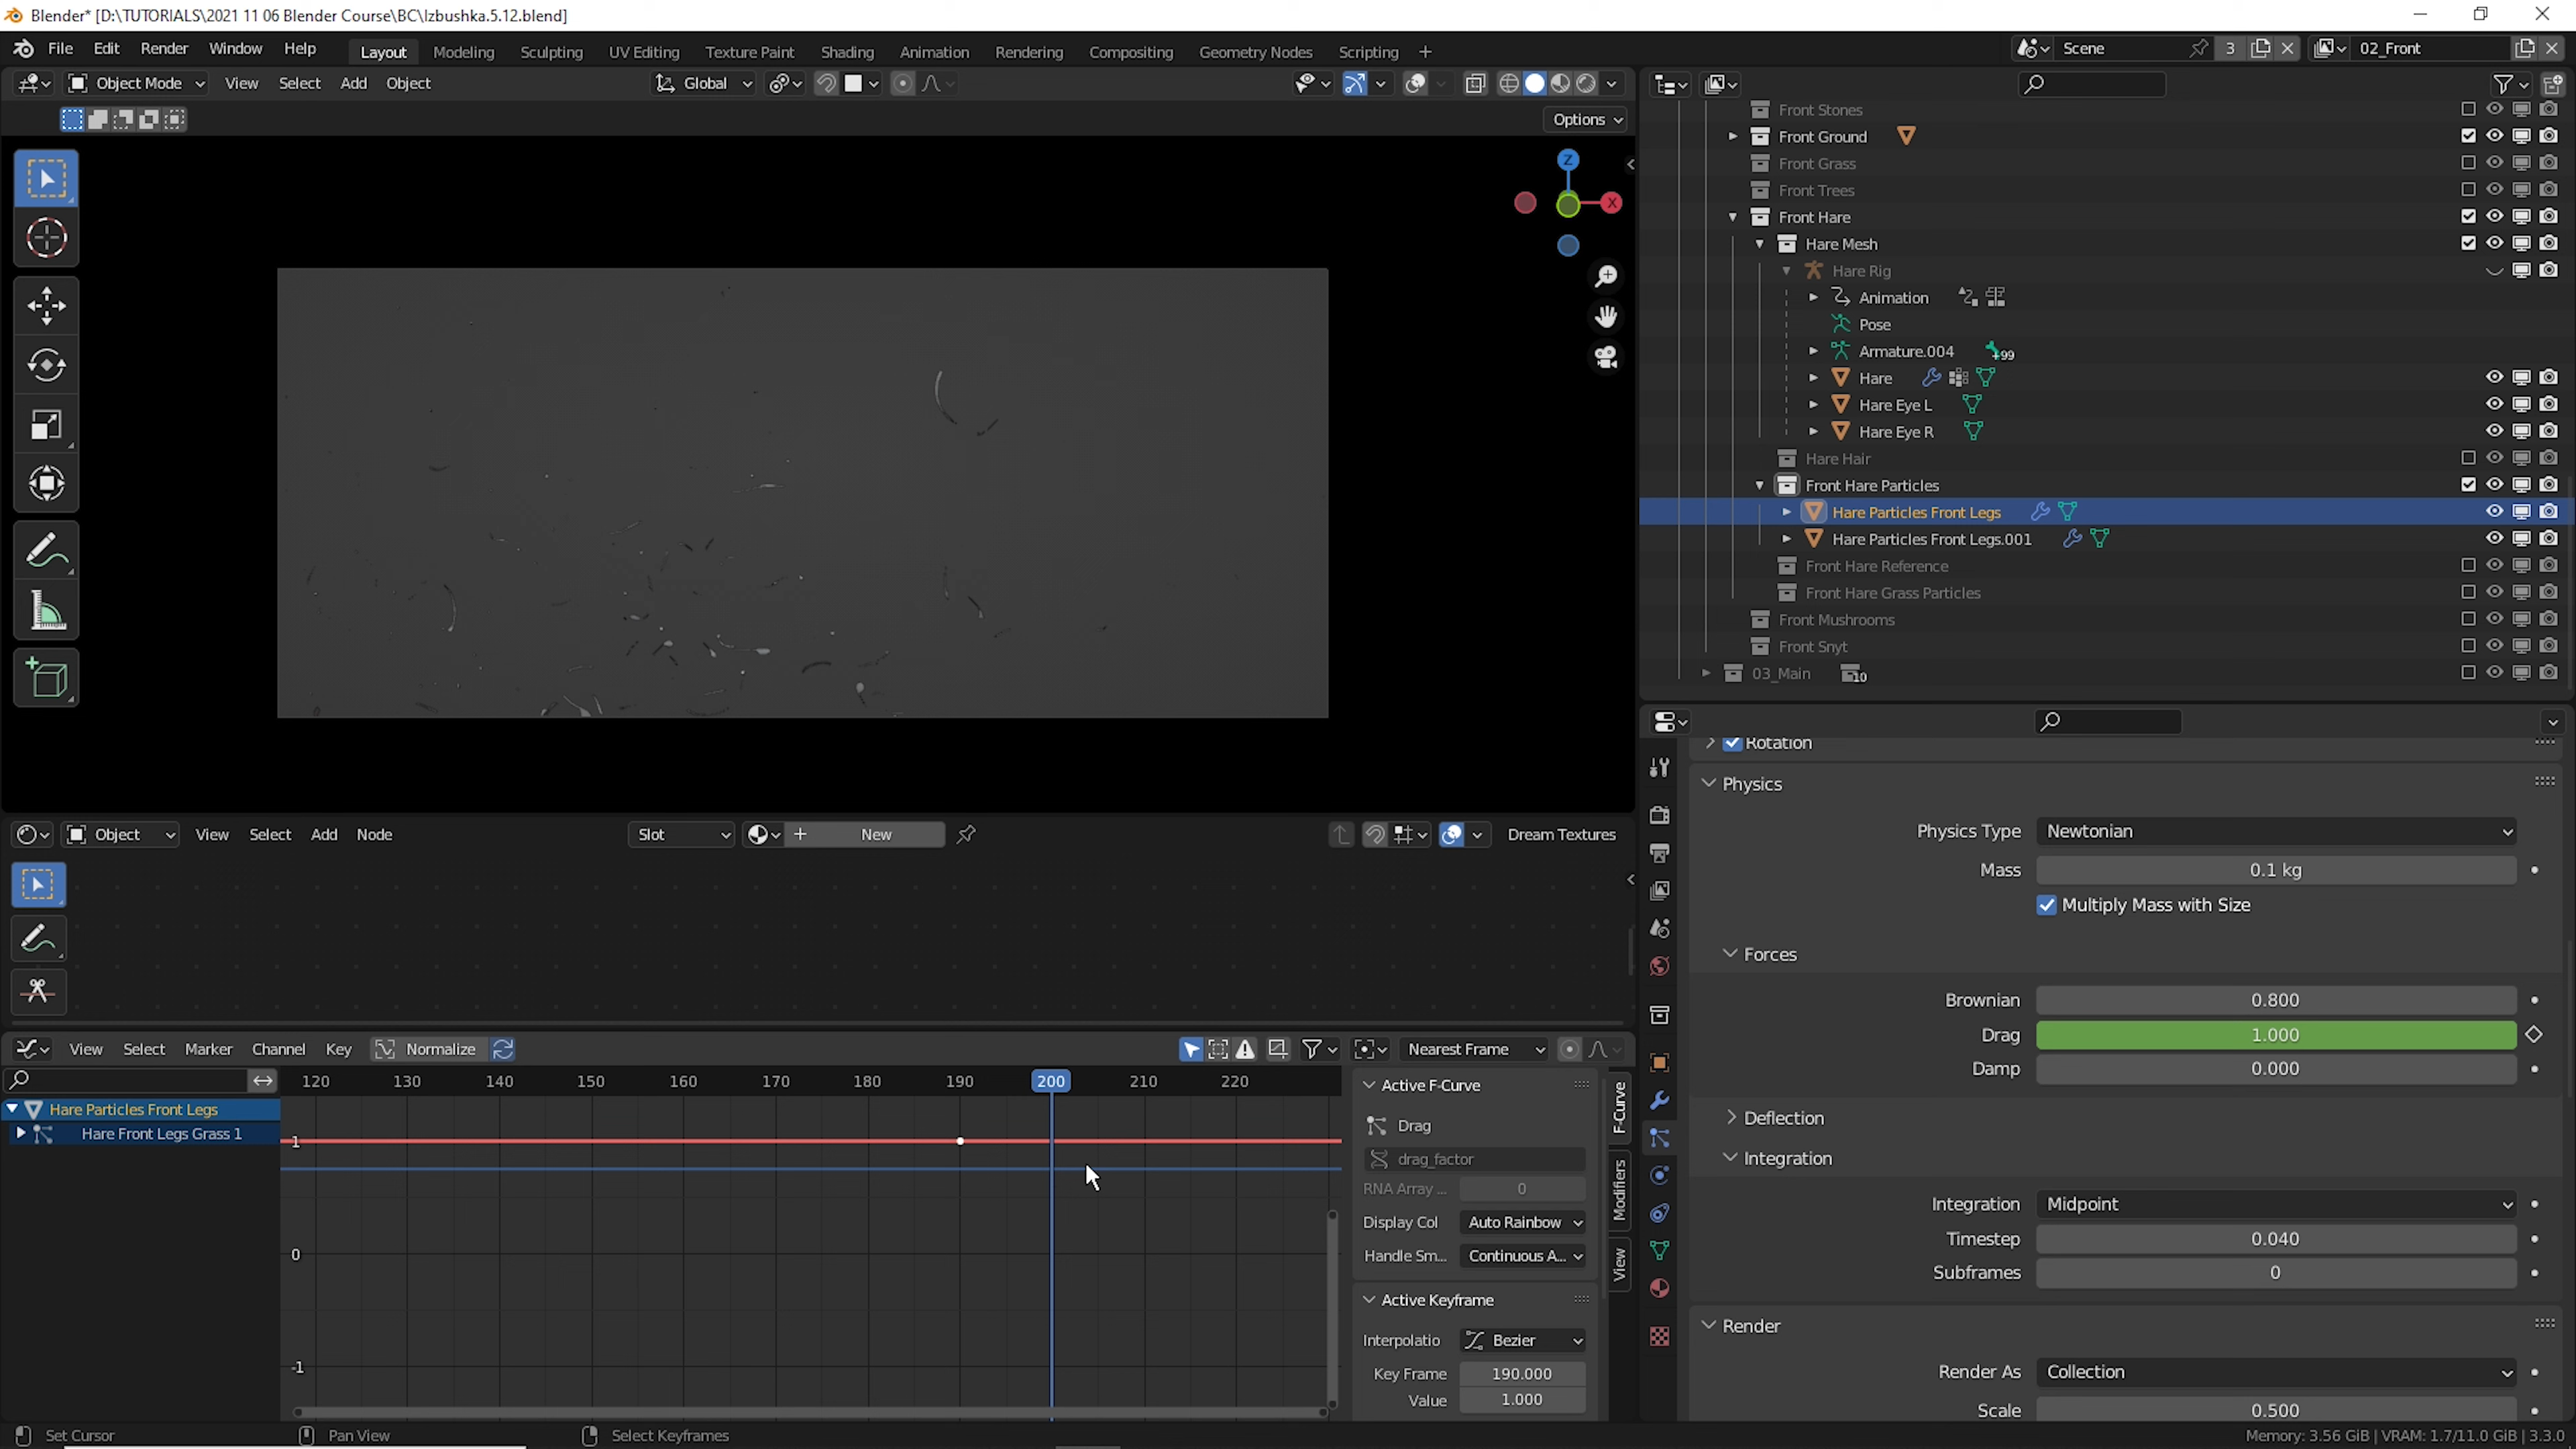 Blender* [D:\TUTORIALS\2021 11 06 Blender Course\BC\Izbushka.5.12.blend]
File Edit Render Window Help Layout Modeling Sculpting UV Editing Texture Paint Shading Animation Rendering Compositing Geometry Nodes Scripting + Scene 3 02_Front
Object Mode View Select Add Object Global
Options
Z
X
Front Stones
Front Ground
Front Grass
Front Trees
Front Hare
Hare Mesh
Hare Rig
Animation
Pose
Armature.004 +99
Hare
Hare Eye L
Hare Eye R
Hare Hair
Front Hare Particles
Hare Particles Front Legs
Hare Particles Front Legs.001
Front Hare Reference
Front Hare Grass Particles
Front Mushrooms
Front Snyt
03_Main 10
Rotation
Physics
Physics Type Newtonian
Mass 0.1 kg
Multiply Mass with Size
Forces
Brownian 0.800
Drag 1.000
Damp 0.000
Deflection
Integration
Integration Midpoint
Timestep 0.040
Subframes 0
Render
Render As Collection
Scale 0.500
Object View Select Add Node Slot New Dream Textures
View Select Marker Channel Key Normalize Nearest Frame
120 130 140 150 160 170 180 190 200 210 220
Hare Particles Front Legs
Hare Front Legs Grass 1
1
0
-1
Active F-Curve
Drag
drag_factor
RNA Array ... 0
Display Col Auto Rainbow
Handle Sm... Continuous A...
Active Keyframe
Interpolatio Bezier
Key Frame 190.000
Value 1.000
F-Curve
Modifiers
View
Set Cursor Pan View Select Keyframes Memory: 3.56 GiB | VRAM: 1.7/11.0 GiB | 3.3.0